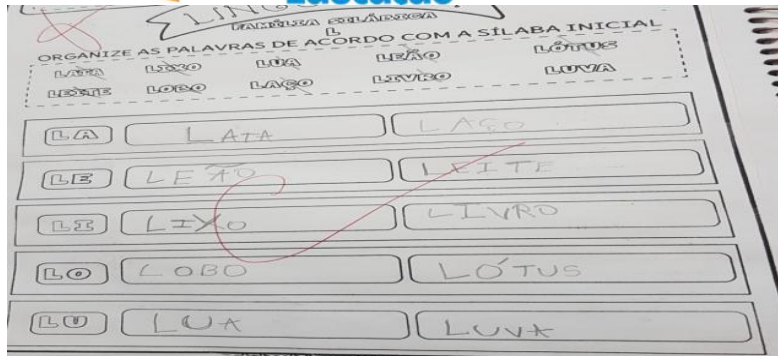 FAMÍLIA SILÁBICA
L
ORGANIZE AS PALAVRAS DE ACORDO COM A SÍLABA INICIAL
LATA LIXO LUA LEÃO LÓTUS
LEITE LOBO LAÇO LIVRO LUVA
LA LATA LAÇO
LE LEÃO LEITE
LI LIXO LIVRO
LO LOBO LÓTUS
LU LUA LUVA